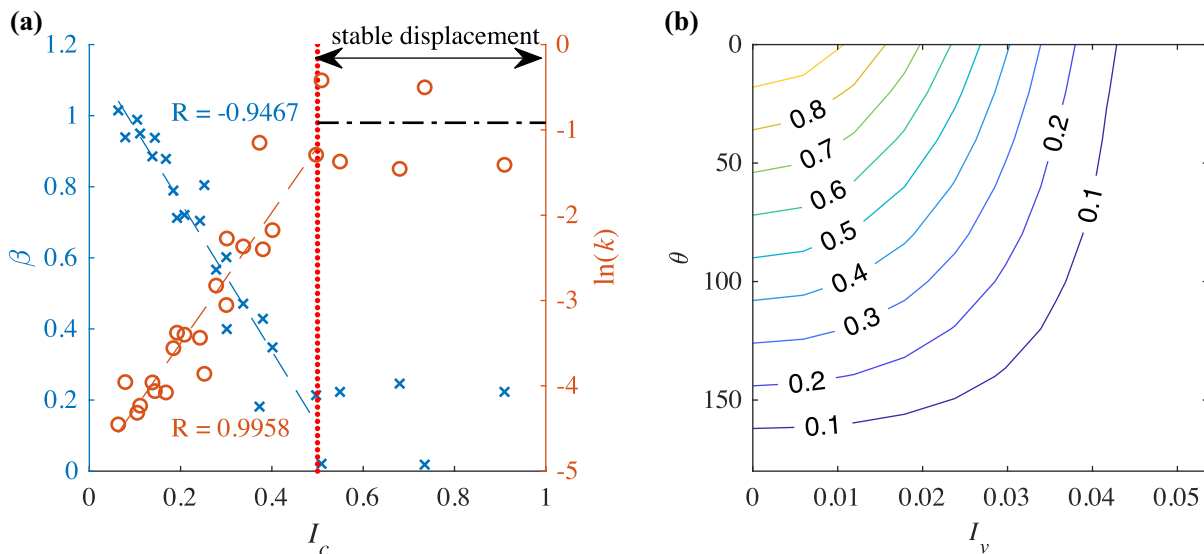 (a)
stable displacement
R = -0.9467
R = 0.9958
1.2
1
0.8
0.6
0.4
0.2
0
β
0
-1
-2
-3
-4
-5
ln(k)
0 0.2 0.4 0.6 0.8 1
I_c
(b)
0
50
100
150
θ
0.8
0.7
0.6
0.5
0.4
0.3
0.2
0.1
0.2
0.1
0 0.01 0.02 0.03 0.04 0.05
I_v